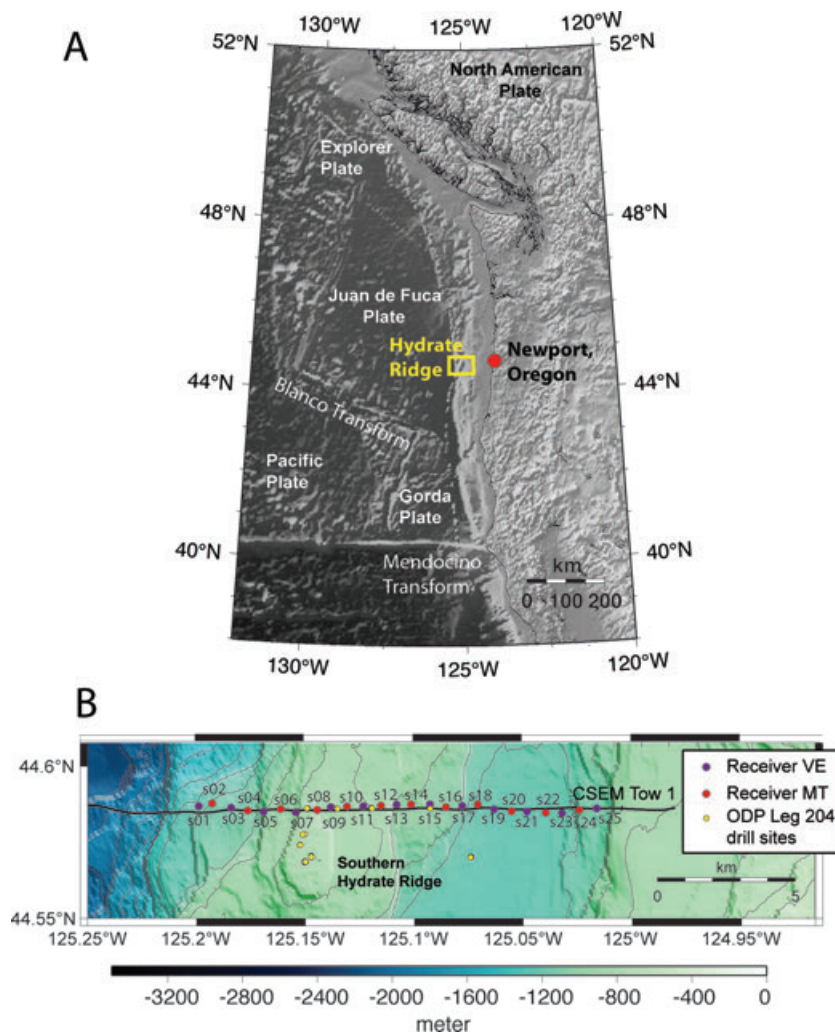 A
130°W 125°W 120°W
52°N 52°N
North American
Plate
Explorer
Plate
48°N 48°N
Juan de Fuca
Plate
Hydrate
Ridge
Newport,
Oregon
44°N 44°N
Blanco Transform
Pacific
Plate
Gorda
Plate
40°N 40°N
Mendocino
Transform
km
0 100 200
130°W 125°W 120°W
B
44.6°N
CSEM Tow 1
Receiver VE
Receiver MT
ODP Leg 204
drill sites
s02 s04 s06 s08 s10 s12 s14 s16 s18 s20 s22 s24
s01 s03 s05 s07 s09 s11 s13 s15 s17 s19 s21 s23 s25
Southern
Hydrate Ridge
km
0 5
44.55°N
125.25°W 125.2°W 125.15°W 125.1°W 125.05°W 125°W 124.95°W
-3200 -2800 -2400 -2000 -1600 -1200 -800 -400 0
meter